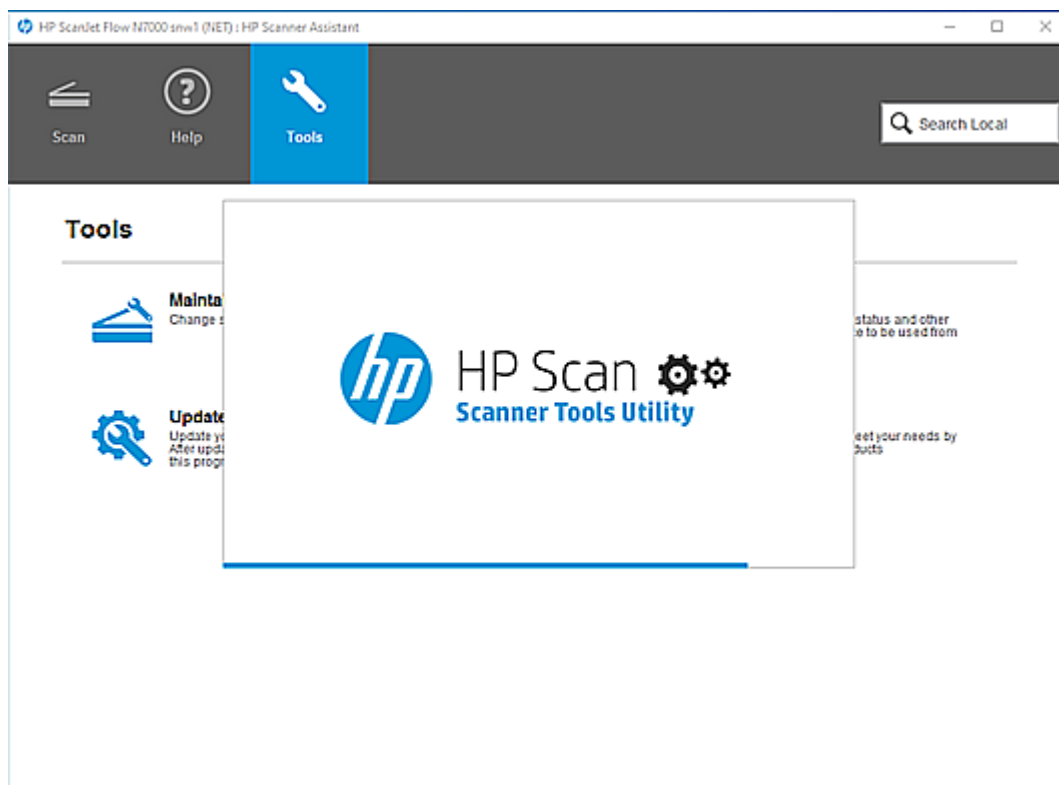 HP ScanJet Flow N7000 snw1 (NET) : HP Scanner Assistant
Scan
Help
Tools
Search Local
Tools
Mainta
Change s
status and other
e to be used from
Update
Update yo
After upda
this progr
eet your needs by
ducts
hp
HP Scan
Scanner Tools Utility